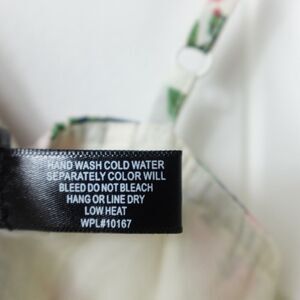 HAND WASH COLD WATER
SEPARATELY COLOR WILL
BLEED DO NOT BLEACH
HANG OR LINE DRY
LOW HEAT
WPL#10167